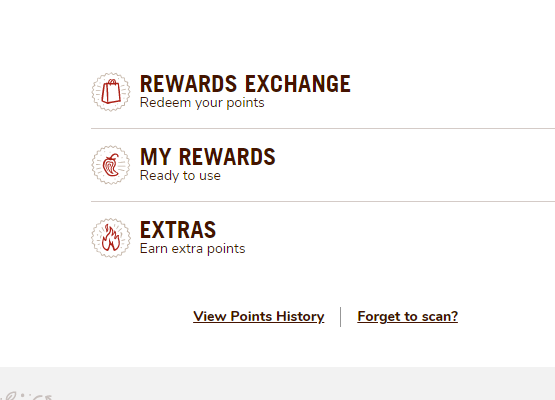 REWARDS EXCHANGE
Redeem your points
MY REWARDS
Ready to use
EXTRAS
Earn extra points
View Points History
Forget to scan?